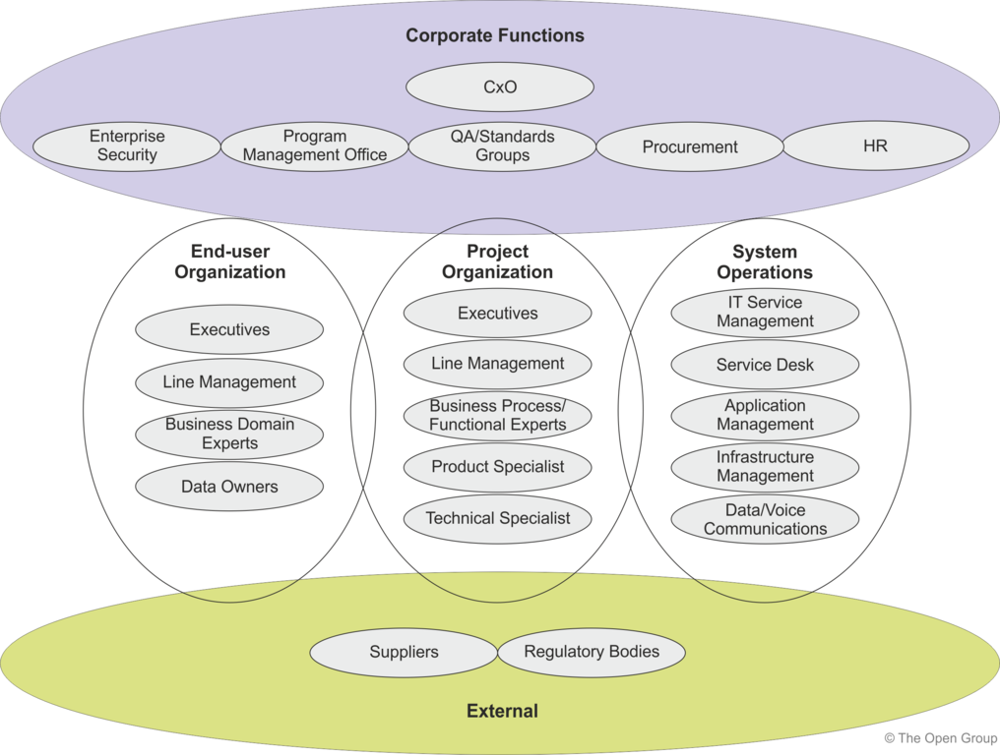 Corporate Functions
CxO
Enterprise
Security
Program
Management Office
QA/Standards
Groups
Procurement
HR
End-user
Organization
Executives
Line Management
Business Domain
Experts
Data Owners
Project
Organization
Executives
Line Management
Business Process/
Functional Experts
Product Specialist
Technical Specialist
System
Operations
IT Service
Management
Service Desk
Application
Management
Infrastructure
Management
Data/Voice
Communications
Suppliers
Regulatory Bodies
External
© The Open Group